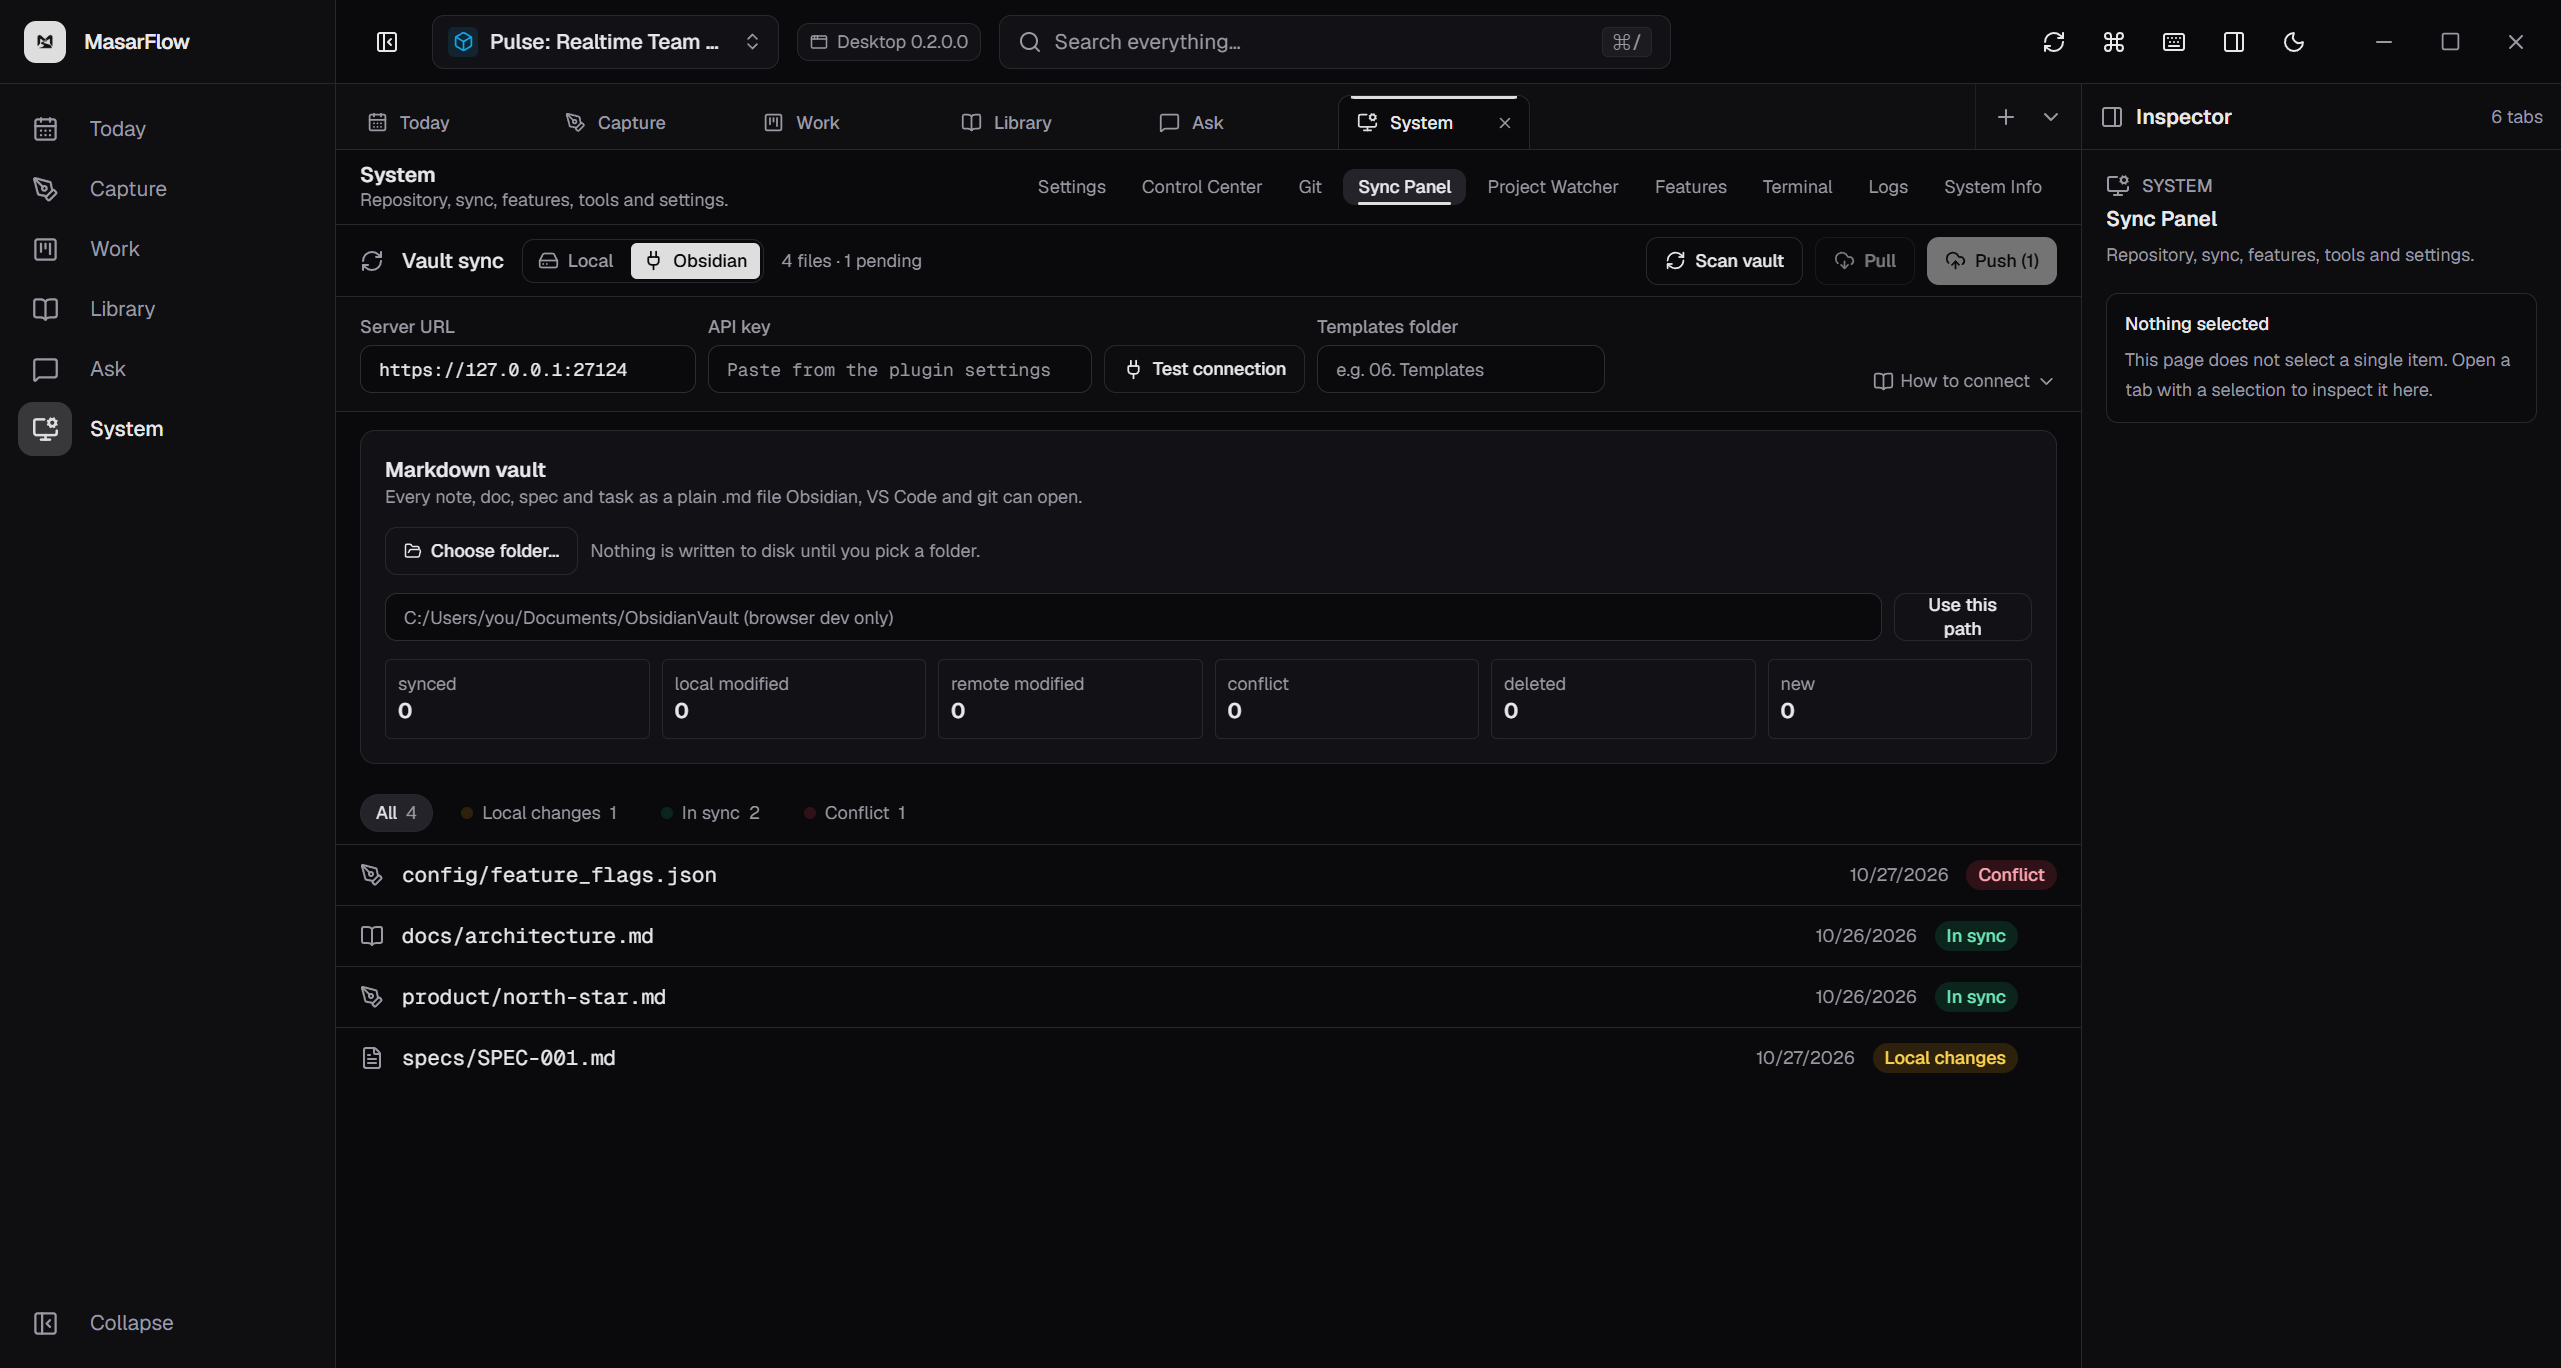 MasarFlow
Pulse: Realtime Team ...
Desktop 0.2.0.0
Search everything...
⌘/
Today
Capture
Work
Library
Ask
System
Collapse
Today
Capture
Work
Library
Ask
System
Inspector
6 tabs
System
Repository, sync, features, tools and settings.
Settings
Control Center
Git
Sync Panel
Project Watcher
Features
Terminal
Logs
System Info
Vault sync
Local
Obsidian
4 files · 1 pending
Scan vault
Pull
Push (1)
Server URL
https://127.0.0.1:27124
API key
Paste from the plugin settings
Test connection
Templates folder
e.g. 06. Templates
How to connect
Markdown vault
Every note, doc, spec and task as a plain .md file Obsidian, VS Code and git can open.
Choose folder...
Nothing is written to disk until you pick a folder.
C:/Users/you/Documents/ObsidianVault (browser dev only)
Use this
path
synced
0
local modified
0
remote modified
0
conflict
0
deleted
0
new
0
All 4
Local changes 1
In sync 2
Conflict 1
config/feature_flags.json
10/27/2026
Conflict
docs/architecture.md
10/26/2026
In sync
product/north-star.md
10/26/2026
In sync
specs/SPEC-001.md
10/27/2026
Local changes
SYSTEM
Sync Panel
Repository, sync, features, tools and settings.
Nothing selected
This page does not select a single item. Open a
tab with a selection to inspect it here.